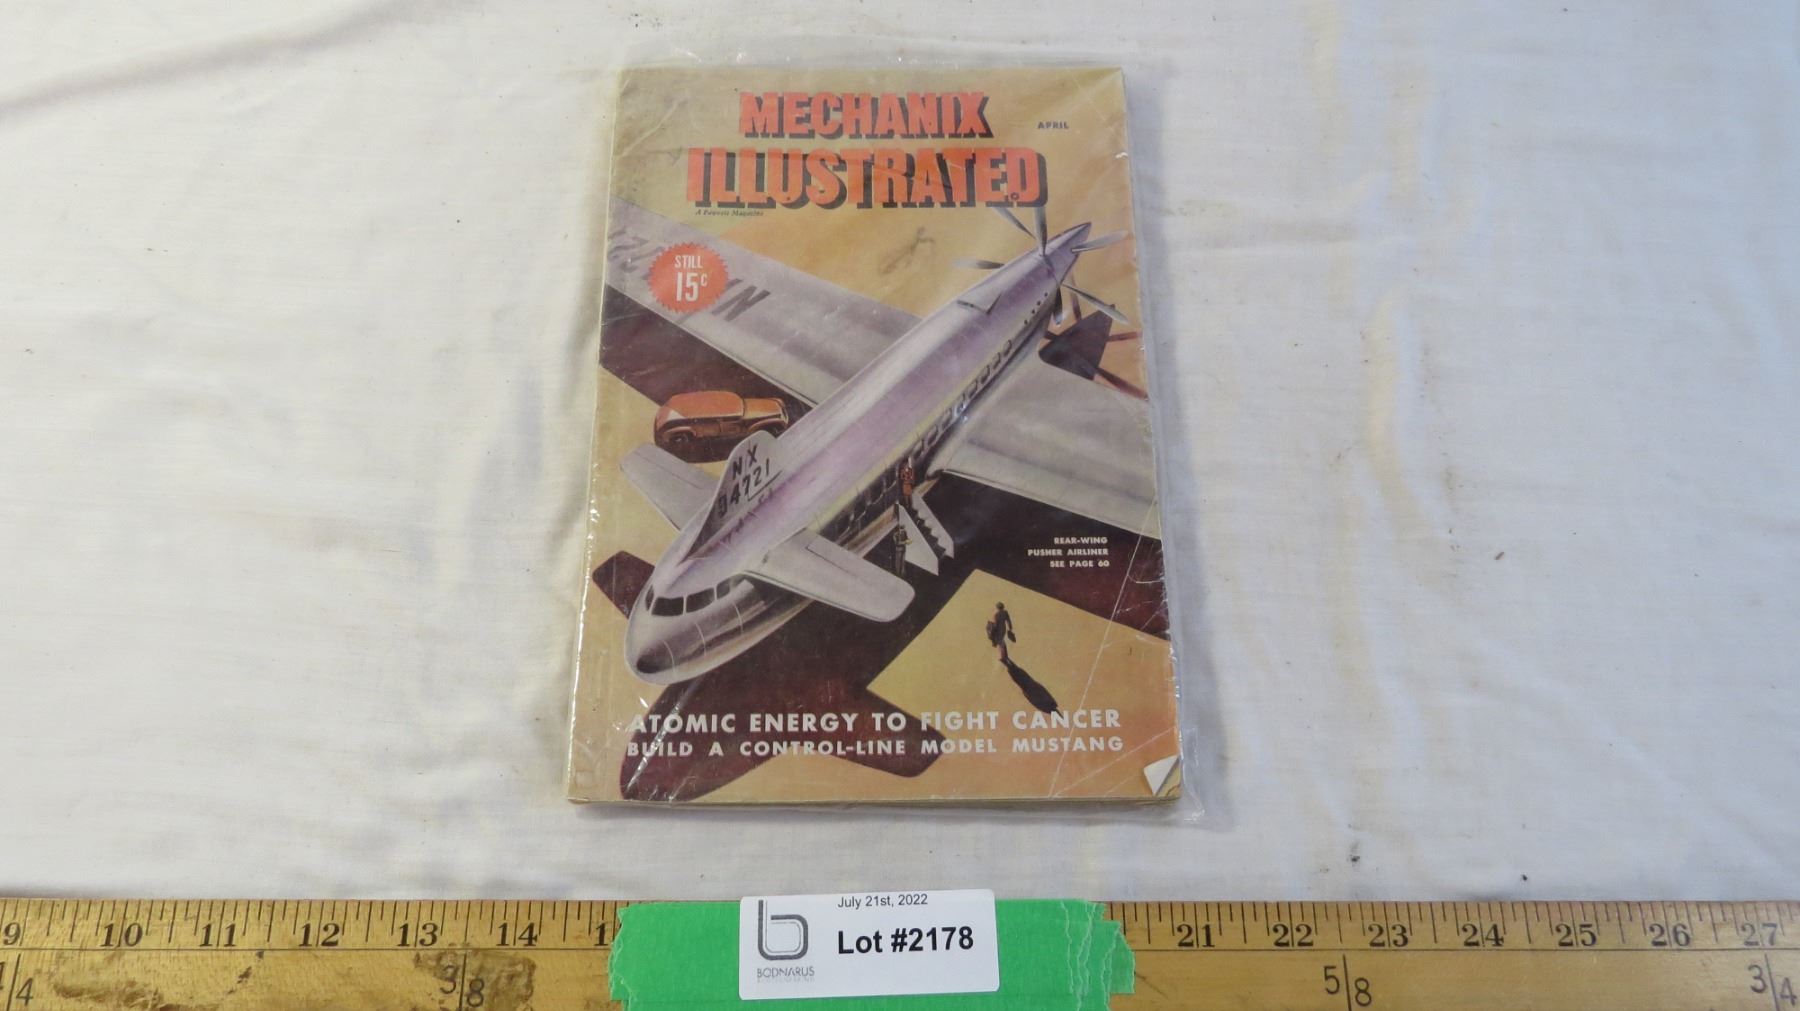 MECHANIX
APRIL
ILLUSTRATED
A Fawcett Magazine
STILL
15¢
NX
94721
REAR-WING
PUSHER AIRLINER
SEE PAGE 60
ATOMIC ENERGY TO FIGHT CANCER
BUILD A CONTROL-LINE MODEL MUSTANG
July 21st, 2022
Lot #2178
BODNARUS
9 10 11 12 13 14 21 22 23 24 25 26 27
1/4 3/8 5/8 3/4